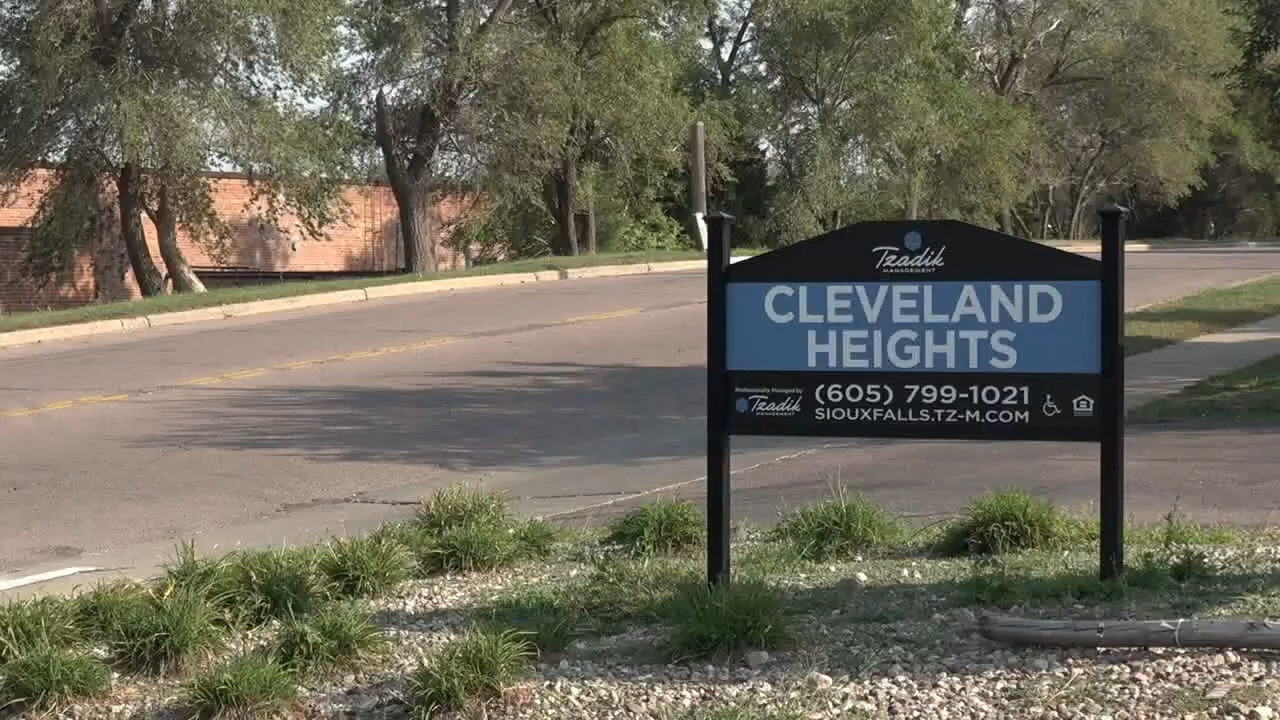 Tzadik
MANAGEMENT
CLEVELAND
HEIGHTS
Professionally Managed by
Tzadik
MANAGEMENT
(605) 799-1021
SIOUXFALLS.TZ-M.COM